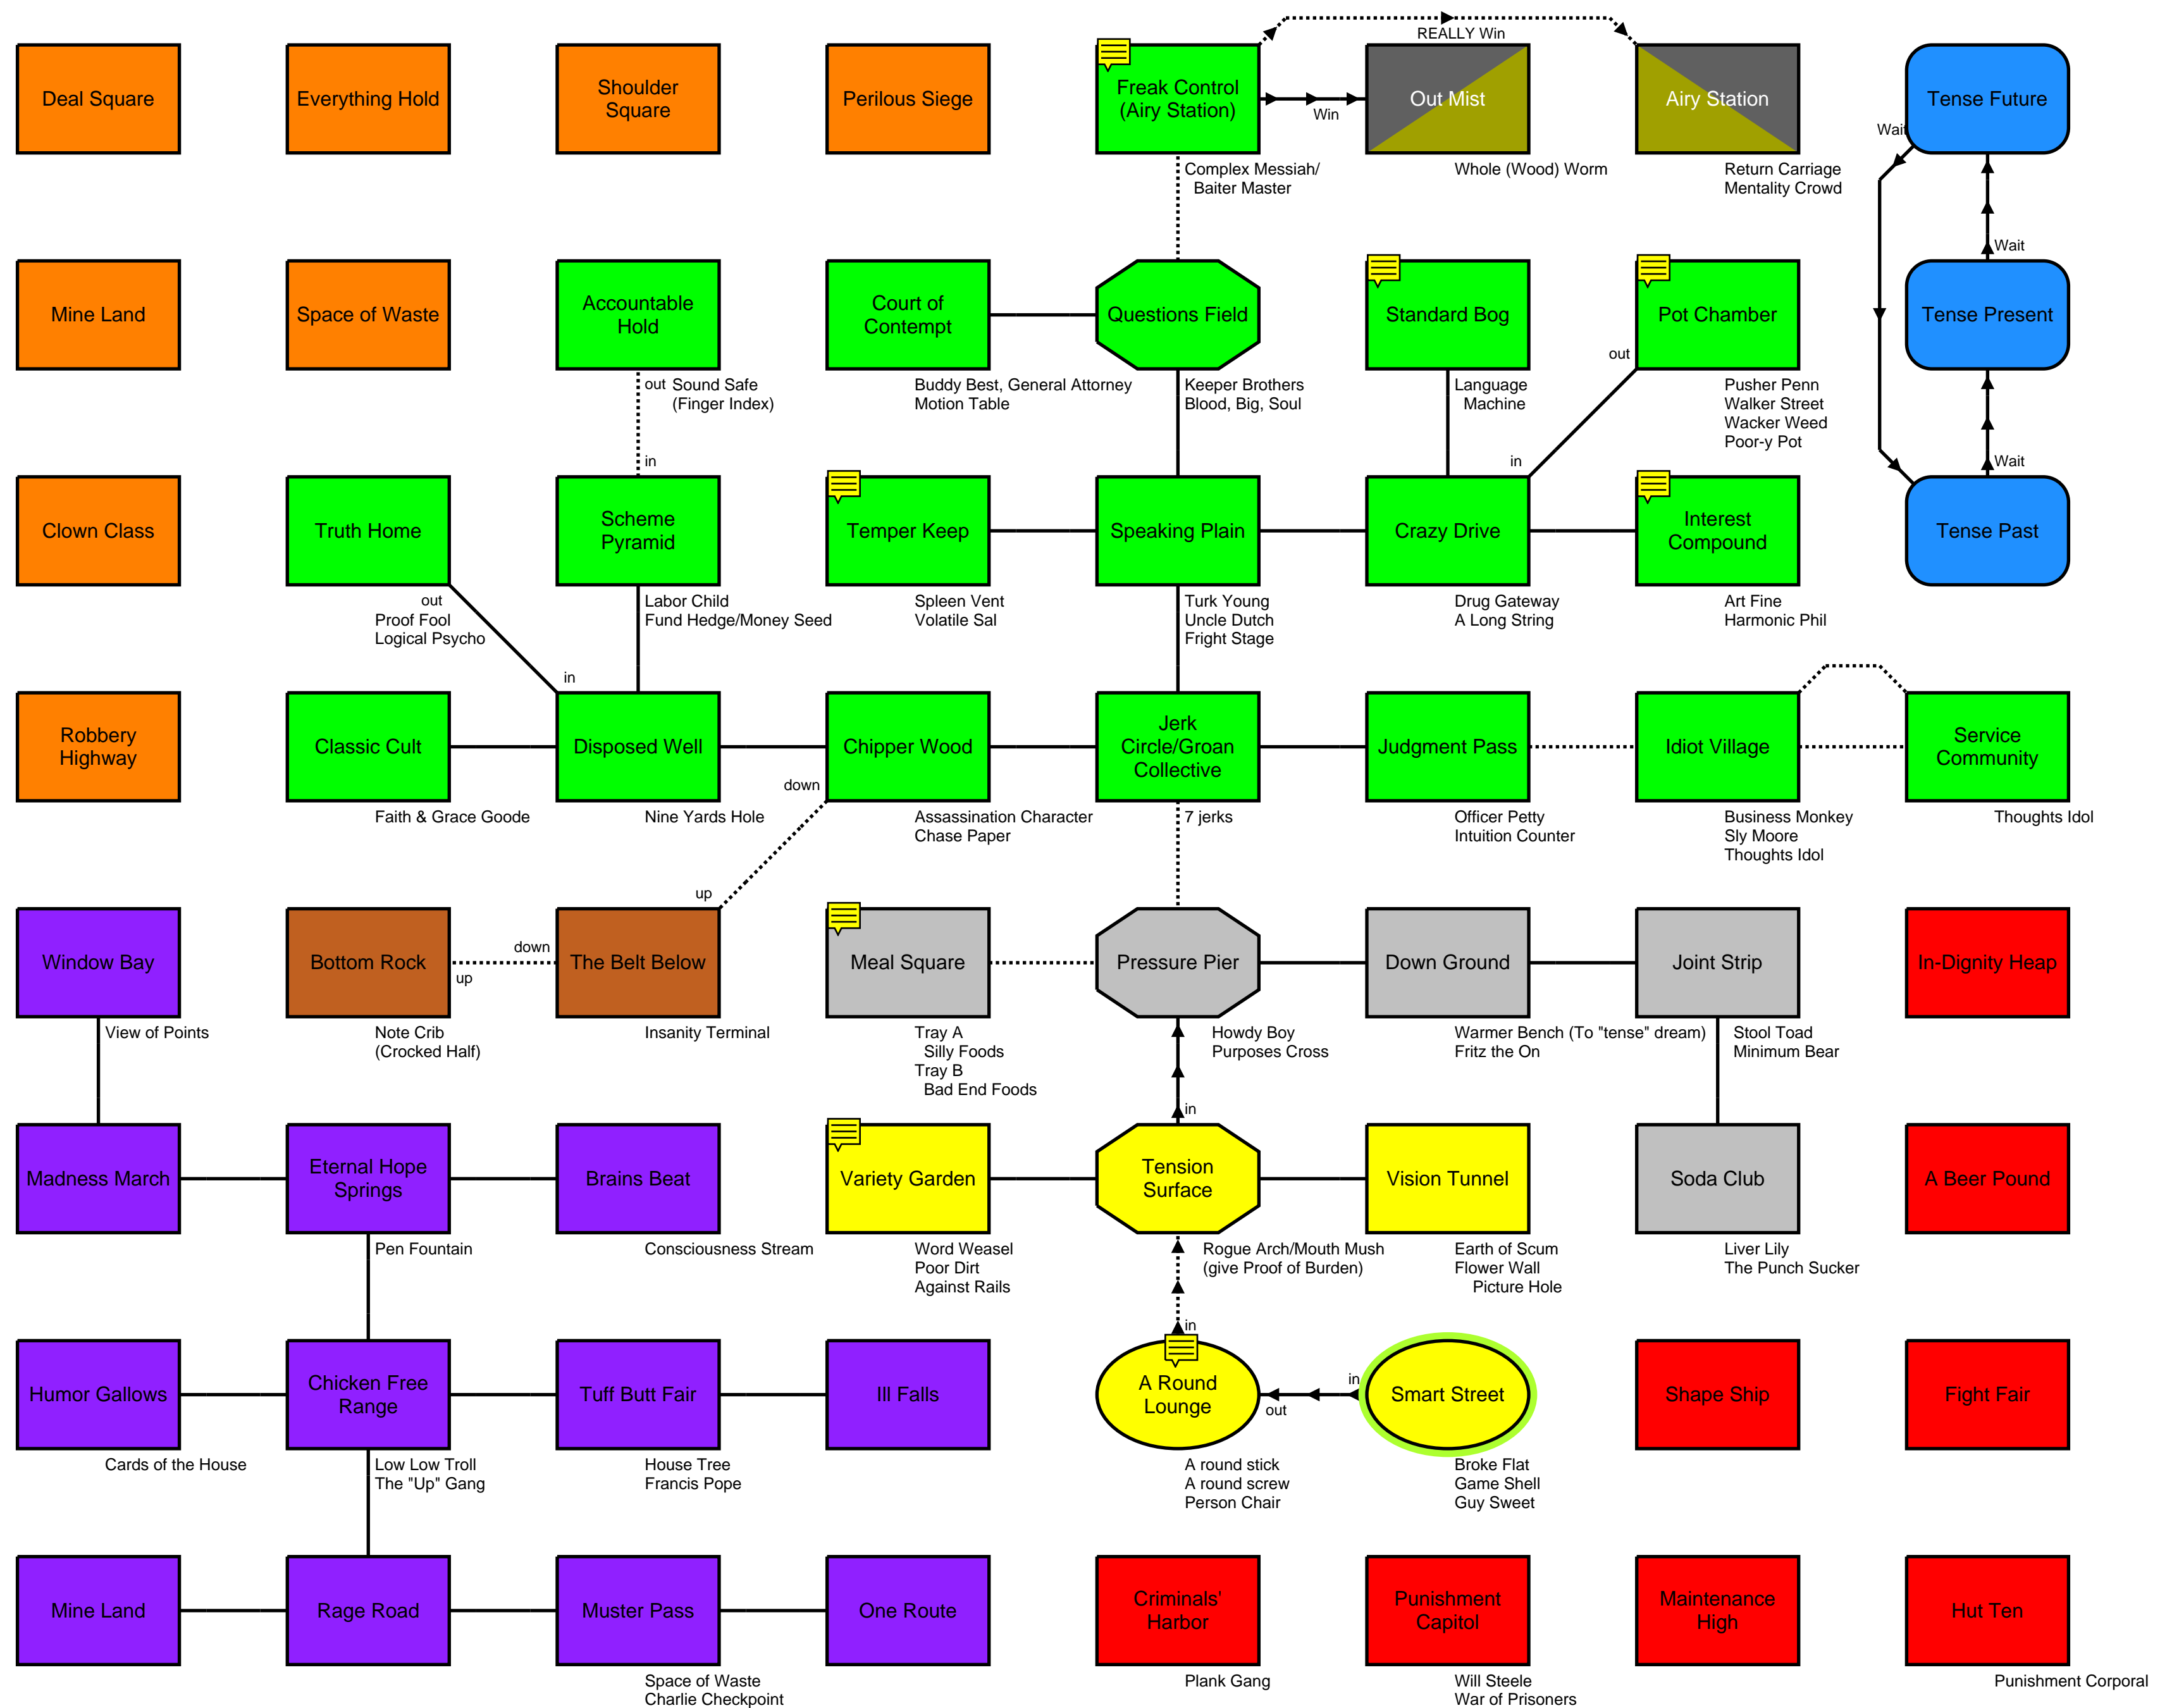 REALLY Win
Deal Square
Everything Hold
Shoulder
Square
Perilous Siege
Freak Control
(Airy Station)
Win
Out Mist
Airy Station
Tense Future
Wait
Complex Messiah/
Baiter Master
Whole (Wood) Worm
Return Carriage
Mentality Crowd
Wait
Mine Land
Space of Waste
Accountable
Hold
Court of
Contempt
Questions Field
Standard Bog
Pot Chamber
Tense Present
out
out
Sound Safe
(Finger Index)
Buddy Best, General Attorney
Motion Table
Keeper Brothers
Blood, Big, Soul
Language
Machine
Pusher Penn
Walker Street
Wacker Weed
Poor-y Pot
in
in
Wait
Clown Class
Truth Home
Scheme
Pyramid
Temper Keep
Speaking Plain
Crazy Drive
Interest
Compound
Tense Past
out
Proof Fool
Logical Psycho
Labor Child
Fund Hedge/Money Seed
Spleen Vent
Volatile Sal
Turk Young
Uncle Dutch
Fright Stage
Drug Gateway
A Long String
Art Fine
Harmonic Phil
in
Robbery
Highway
Classic Cult
Disposed Well
Chipper Wood
Jerk
Circle/Groan
Collective
Judgment Pass
Idiot Village
Service
Community
down
Faith & Grace Goode
Nine Yards Hole
Assassination Character
Chase Paper
7 jerks
Officer Petty
Intuition Counter
Business Monkey
Sly Moore
Thoughts Idol
Thoughts Idol
up
Window Bay
Bottom Rock
down
up
The Belt Below
Meal Square
Pressure Pier
Down Ground
Joint Strip
In-Dignity Heap
View of Points
Note Crib
(Crocked Half)
Insanity Terminal
Tray A
Silly Foods
Tray B
Bad End Foods
Howdy Boy
Purposes Cross
Warmer Bench (To "tense" dream)
Fritz the On
Stool Toad
Minimum Bear
in
Madness March
Eternal Hope
Springs
Brains Beat
Variety Garden
Tension
Surface
Vision Tunnel
Soda Club
A Beer Pound
Pen Fountain
Consciousness Stream
Word Weasel
Poor Dirt
Against Rails
Rogue Arch/Mouth Mush
(give Proof of Burden)
Earth of Scum
Flower Wall
Picture Hole
Liver Lily
The Punch Sucker
in
Humor Gallows
Chicken Free
Range
Tuff Butt Fair
Ill Falls
A Round
Lounge
in
out
Smart Street
Shape Ship
Fight Fair
Cards of the House
Low Low Troll
The "Up" Gang
House Tree
Francis Pope
A round stick
A round screw
Person Chair
Broke Flat
Game Shell
Guy Sweet
Mine Land
Rage Road
Muster Pass
One Route
Criminals'
Harbor
Punishment
Capitol
Maintenance
High
Hut Ten
Space of Waste
Charlie Checkpoint
Plank Gang
Will Steele
War of Prisoners
Punishment Corporal